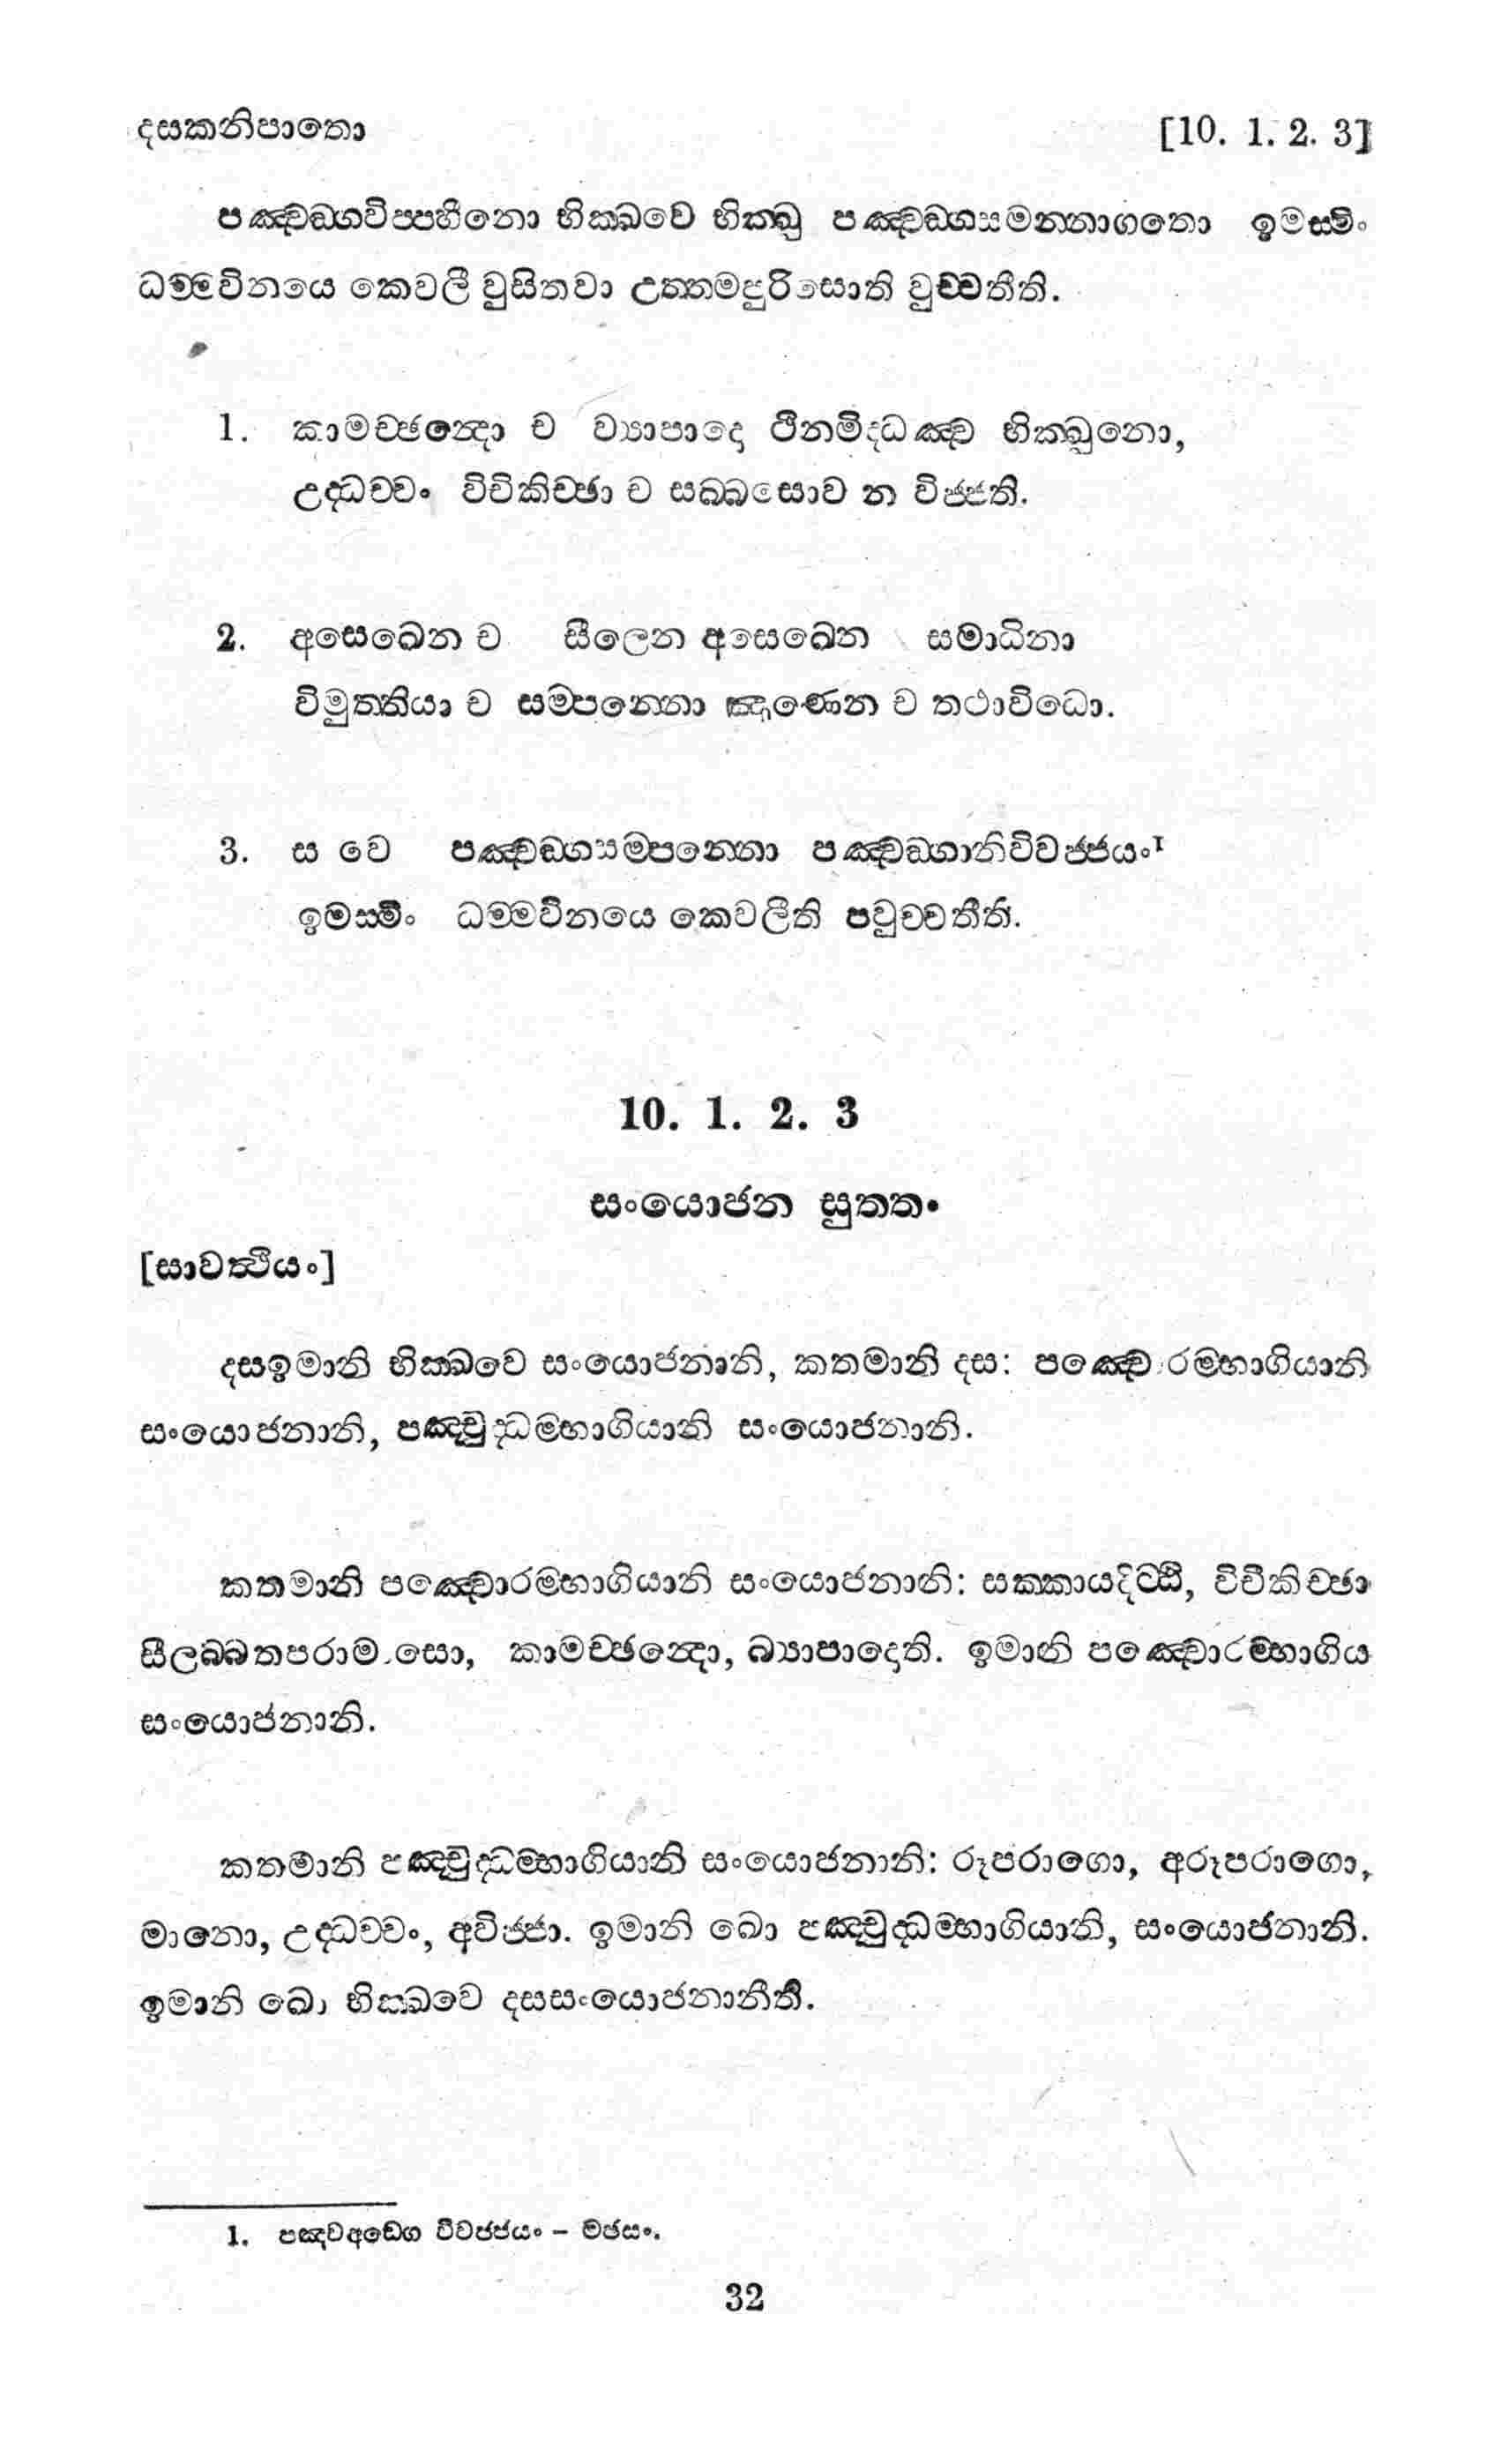 දසකනිපාතො [10. 1. 2. 3]
පඤ්චඞ්ගවිප්පහීනො භික්ඛවෙ භික්ඛු පඤ්චඞ්ගසමන්නාගතො ඉමස්මිං
ධම්මවිනයෙ කෙවලී වුසිතවා උත්තමපුරිසොති වුච්චතීති.
1. කාමච්ඡන්දො ච ව්‍යාපාදො ථීනමිද්ධඤ්ච භික්ඛුනො,
උද්ධච්චං විචිකිච්ඡා ච සබ්බසොව න විජ්ජති.
2. අසෙඛෙන ච සීලෙන අසෙඛෙන සමාධිනා
විමුත්තියා ච සම්පන්නො ඤාණෙන ච තථාවිධො.
3. ස වෙ පඤ්චඞ්ගසම්පන්නො පඤ්චඞ්ගානිවිවජ්ජයං1
ඉමස්මිං ධම්මවිනයෙ කෙවලීති පවුච්චතීති.
10. 1. 2. 3
සංයොජන සුත්තං
[සාවත්ථියං]
දසඉමානි භික්ඛවෙ සංයොජනානි, කතමානි දස: පඤ්චොරම්භාගියානි
සංයොජනානි, පඤ්චුද්ධම්භාගියානි සංයොජනානි.
කතමානි පඤ්චොරම්භාගියානි සංයොජනානි: සක්කායදිට්ඨි, විචිකිච්ඡා
සීලබ්බතපරාමාසො, කාමච්ඡන්දො, බ්‍යාපාදොති. ඉමානි පඤ්චොරම්භාගිය
සංයොජනානි.
කතමානි පඤ්චුද්ධම්භාගියානි සංයොජනානි: රූපරාගො, අරූපරාගො,
මානො, උද්ධච්චං, අවිජ්ජා. ඉමානි ඛො පඤ්චුද්ධම්භාගියානි, සංයොජනානි.
ඉමානි ඛො භික්ඛවෙ දසසංයොජනානීති.
1. පඤ්චඅඞ්ගෙ විවජ්ජයං – මඡසං.
32